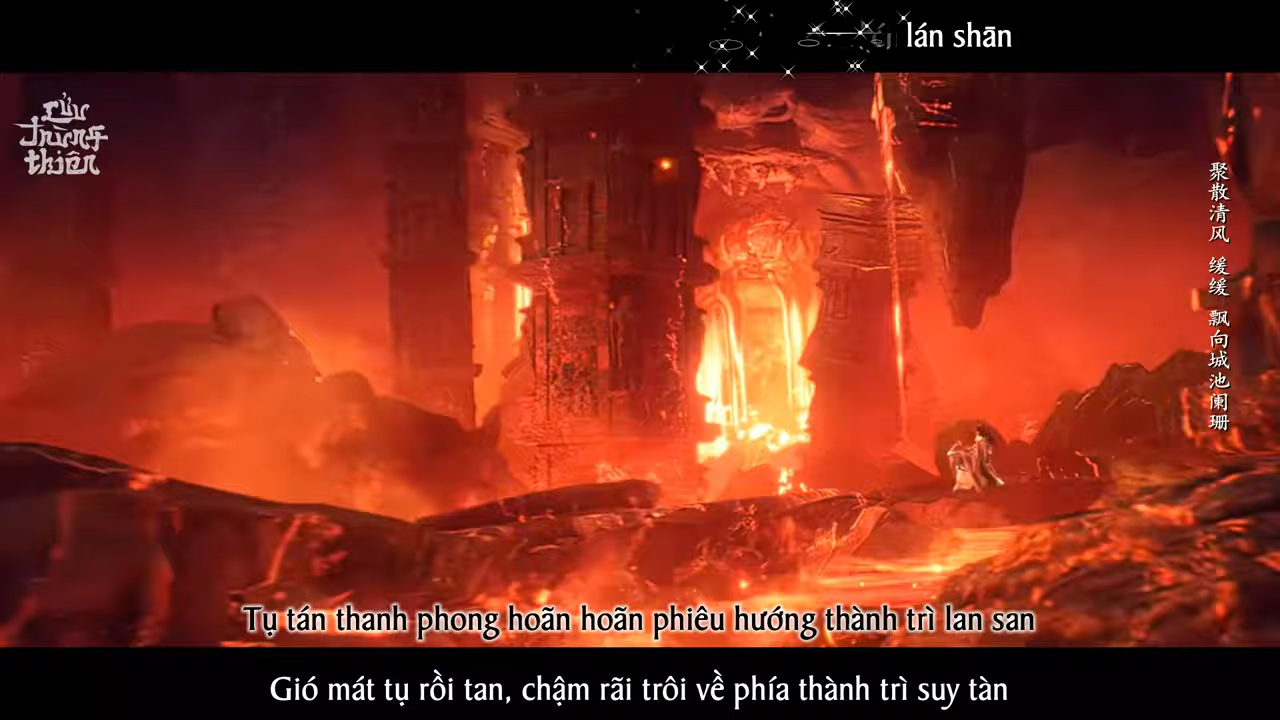 lán shān
Cửu
trùng
thiên
聚散清风 缓缓 飘向城池阑珊
Tụ tán thanh phong hoãn hoãn phiêu hướng thành trì lan san
Gió mát tụ rồi tan, chậm rãi trôi về phía thành trì suy tàn